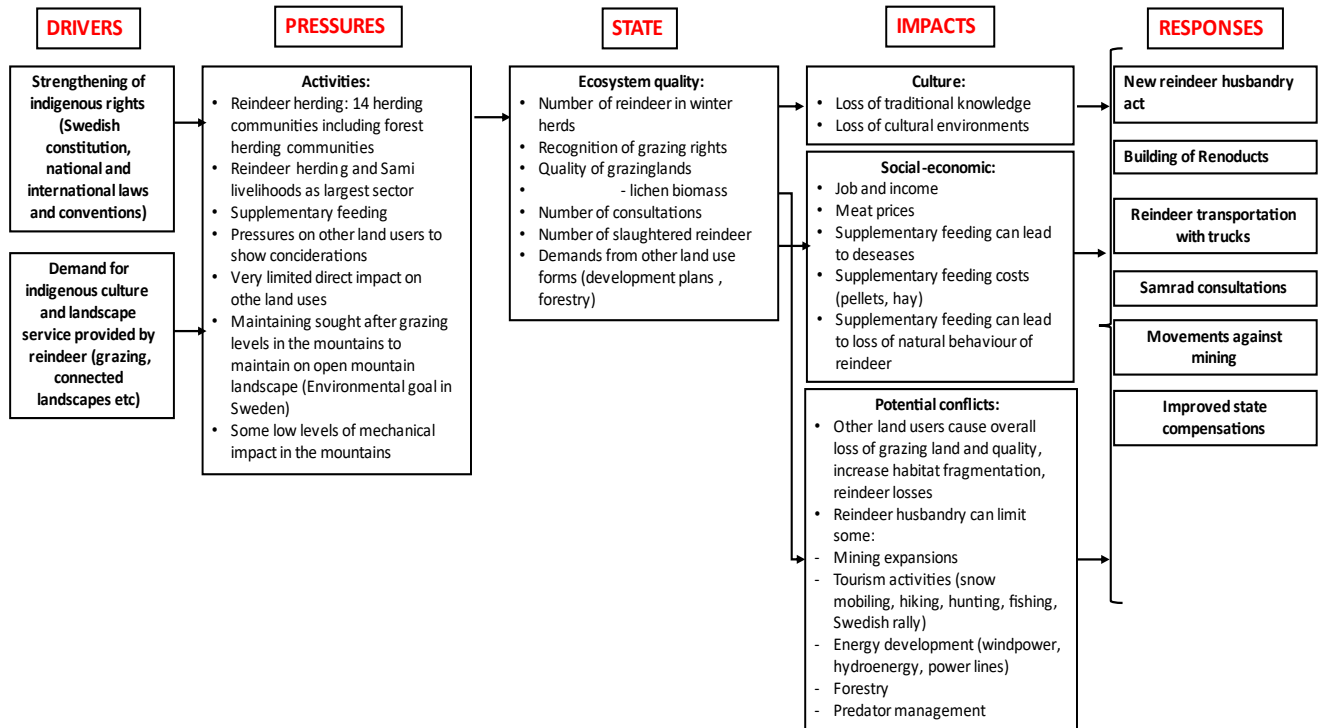 DRIVERS
PRESSURES
STATE
IMPACTS
RESPONSES
Strengthening of
indigenous rights
(Swedish
constitution,
national and
international laws
and conventions)
Demand for
indigenous culture
and landscape
service provided by
reindeer (grazing,
connected
landscapes etc)
Activities:
• Reindeer herding: 14 herding
communities including forest
herding communities
• Reindeer herding and Sami
livelihoods as largest sector
• Supplementary feeding
• Pressures on other land users to
show conciderations
• Very limited direct impact on
othe land uses
• Maintaining sought after grazing
levels in the mountains to
maintain on open mountain
landscape (Environmental goal in
Sweden)
• Some low levels of mechanical
impact in the mountains
Ecosystem quality:
• Number of reindeer in winter
herds
• Recognition of grazing rights
• Quality of grazinglands
• - lichen biomass
• Number of consultations
• Number of slaughtered reindeer
• Demands from other land use
forms (development plans ,
forestry)
Culture:
• Loss of traditional knowledge
• Loss of cultural environments
Social-economic:
• Job and income
• Meat prices
• Supplementary feeding can lead
to deseases
• Supplementary feeding costs
(pellets, hay)
• Supplementary feeding can lead
to loss of natural behaviour of
reindeer
Potential conflicts:
• Other land users cause overall
loss of grazing land and quality,
increase habitat fragmentation,
reindeer losses
• Reindeer husbandry can limit
some:
- Mining expansions
- Tourism activities (snow
mobiling, hiking, hunting, fishing,
Swedish rally)
- Energy development (windpower,
hydroenergy, power lines)
- Forestry
- Predator management
New reindeer husbandry
act
Building of Renoducts
Reindeer transportation
with trucks
Samrad consultations
Movements against
mining
Improved state
compensations